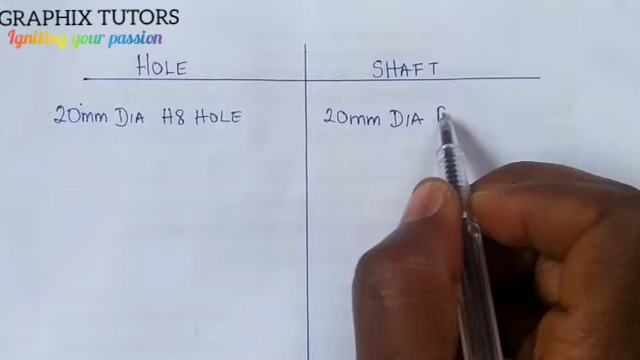 GRAPHIX TUTORS
Igniting your passion
HOLE
SHAFT
20mm DIA H8 HOLE
20mm DIA